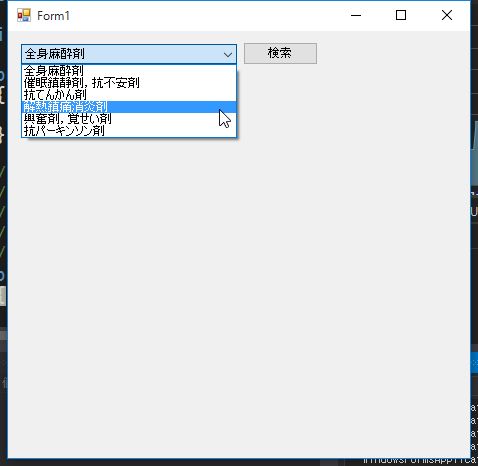 Form1
全身麻酔剤
検索
全身麻酔剤
催眠鎮静剤, 抗不安剤
抗てんかん剤
解熱鎮痛消炎剤
興奮剤, 覚せい剤
抗パーキンソン剤